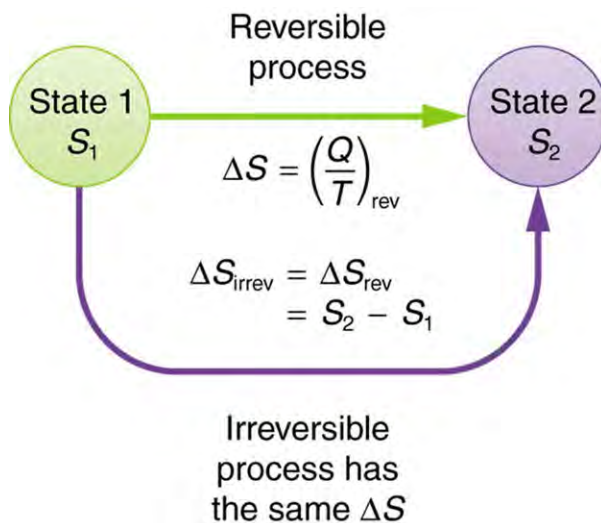 Reversible
process
State 1
S₁
State 2
S₂
ΔS = (Q/T)rev
ΔSirrev = ΔSrev
= S₂ − S₁
Irreversible
process has
the same ΔS